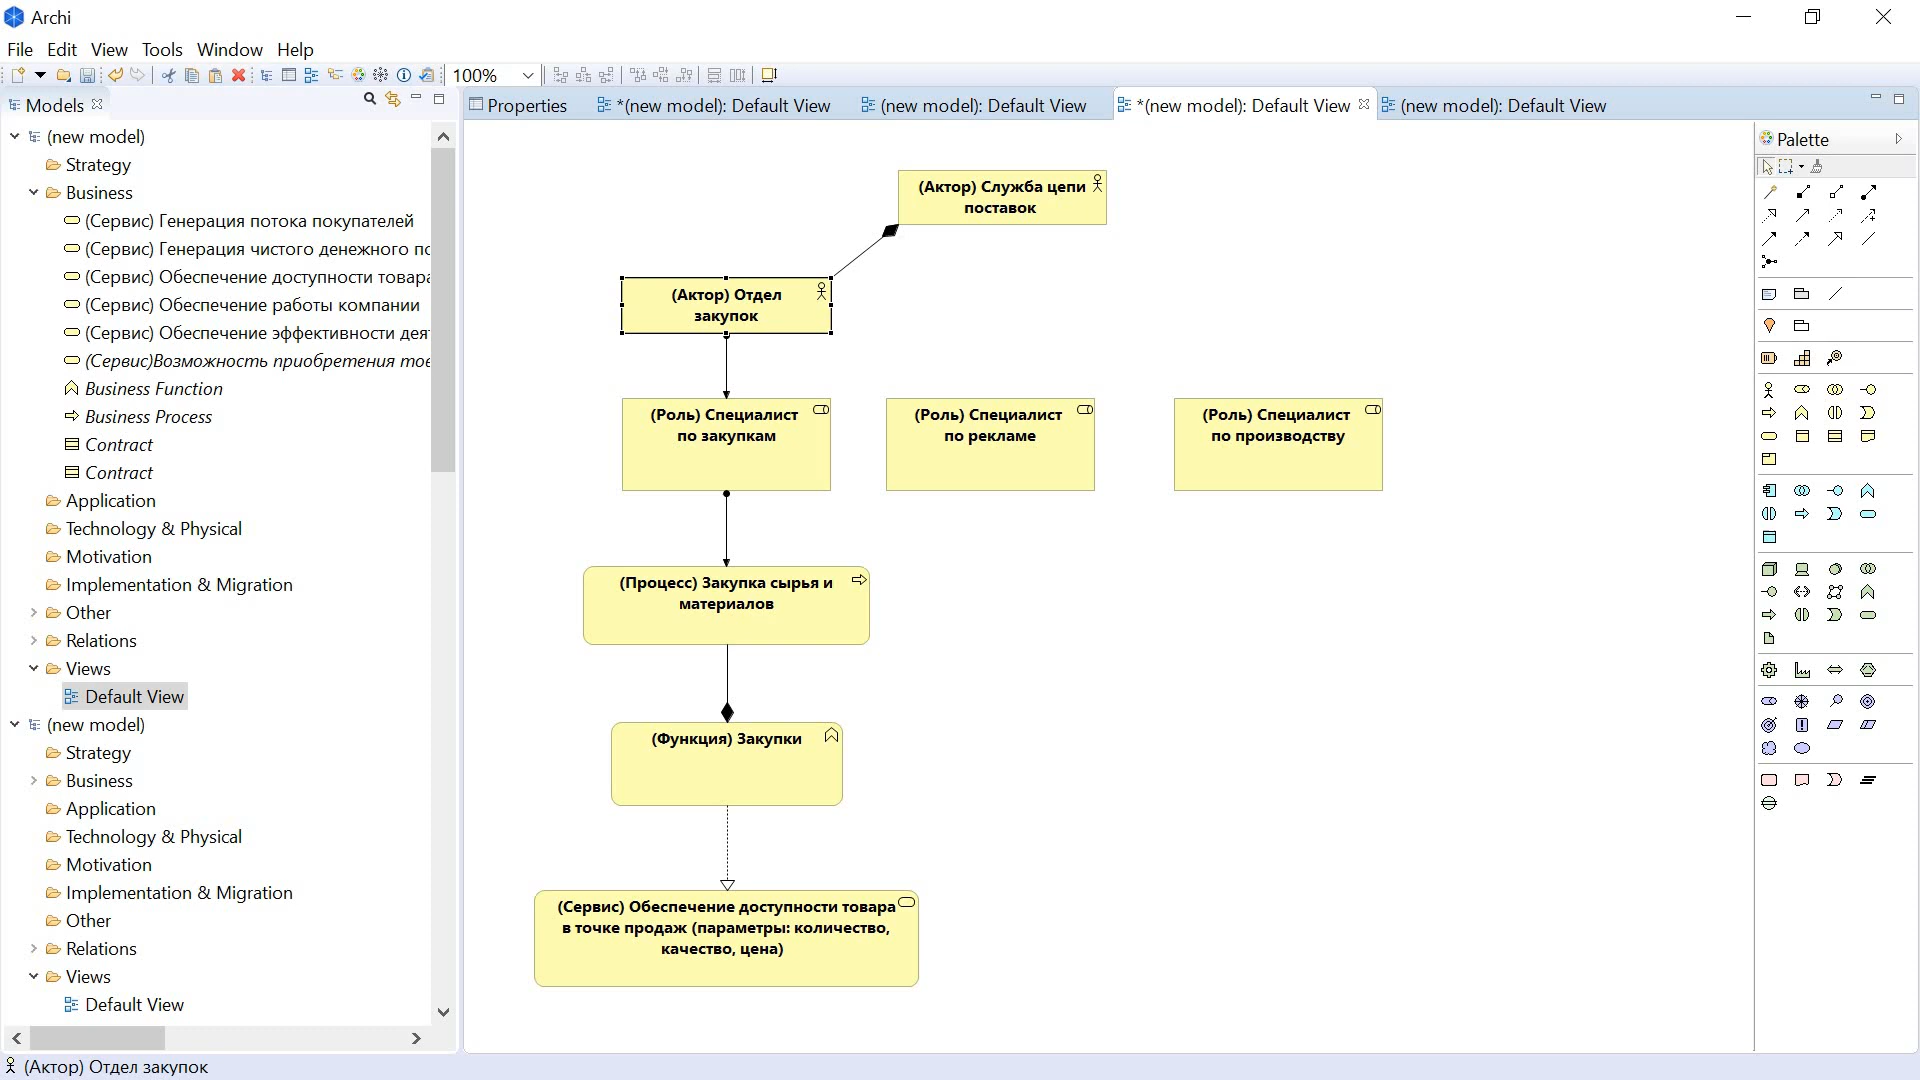 Archi
File Edit View Tools Window Help
100%
Models
(new model)
Strategy
Business
(Сервис) Генерация потока покупателей
(Сервис) Генерация чистого денежного по
(Сервис) Обеспечение доступности товара
(Сервис) Обеспечение работы компании
(Сервис) Обеспечение эффективности дея
(Сервис)Возможность приобретения тов
Business Function
Business Process
Contract
Contract
Application
Technology & Physical
Motivation
Implementation & Migration
Other
Relations
Views
Default View
(new model)
Strategy
Business
Application
Technology & Physical
Motivation
Implementation & Migration
Other
Relations
Views
Default View
Properties
*(new model): Default View
(new model): Default View
*(new model): Default View
(new model): Default View
(Актор) Служба цепи
поставок
(Актор) Отдел
закупок
(Роль) Специалист
по закупкам
(Роль) Специалист
по рекламе
(Роль) Специалист
по производству
(Процесс) Закупка сырья и
материалов
(Функция) Закупки
(Сервис) Обеспечение доступности товара
в точке продаж (параметры: количество,
качество, цена)
Palette
(Актор) Отдел закупок